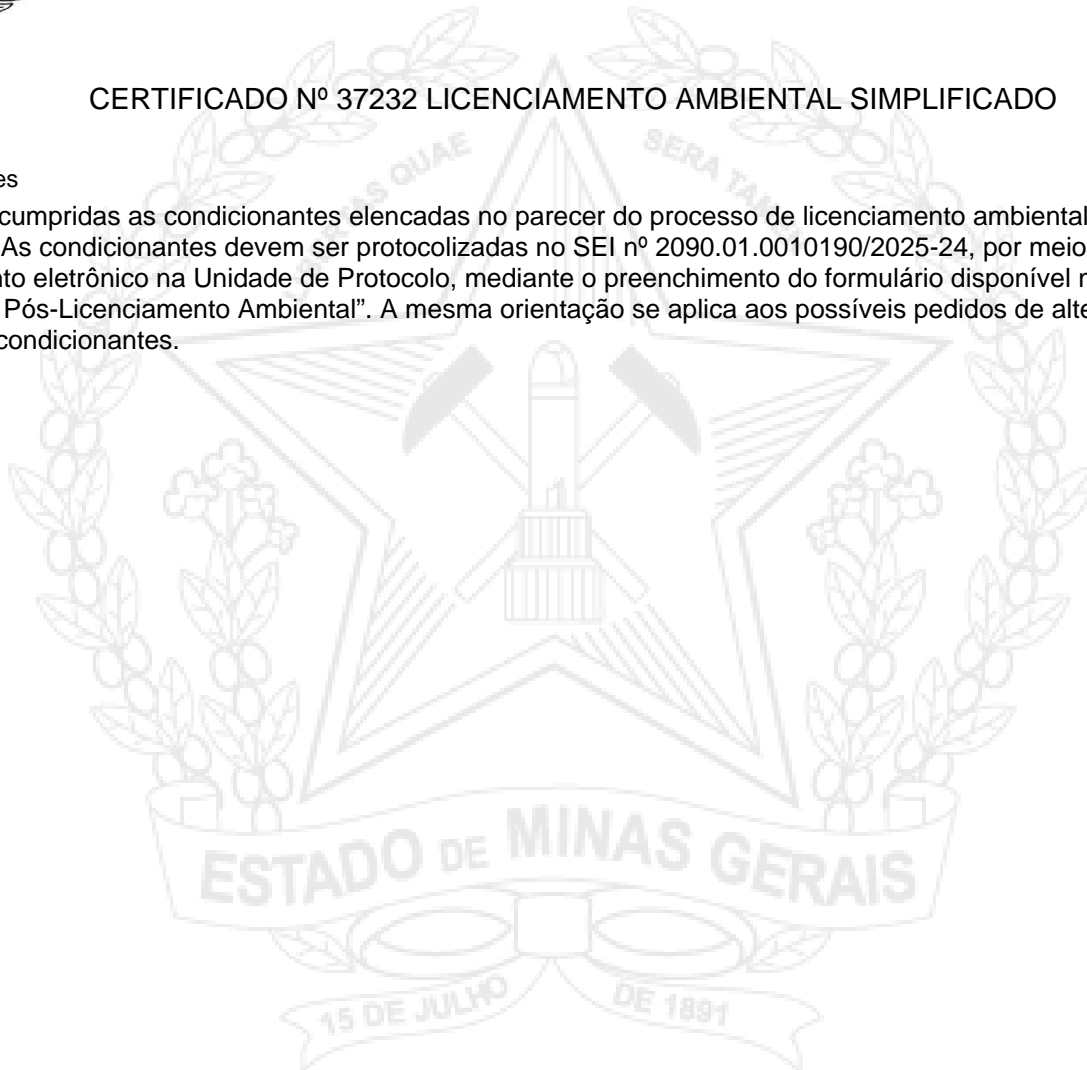 CERTIFICADO Nº 37232 LICENCIAMENTO AMBIENTAL SIMPLIFICADO
es
cumpridas as condicionantes elencadas no parecer do processo de licenciamento ambiental
As condicionantes devem ser protocolizadas no SEI nº 2090.01.0010190/2025-24, por meio
nto eletrônico na Unidade de Protocolo, mediante o preenchimento do formulário disponível n
Pós-Licenciamento Ambiental”. A mesma orientação se aplica aos possíveis pedidos de alte
condicionantes.
QUAE SERA TAMEN
ESTADO DE MINAS GERAIS
15 DE JULHO DE 1891